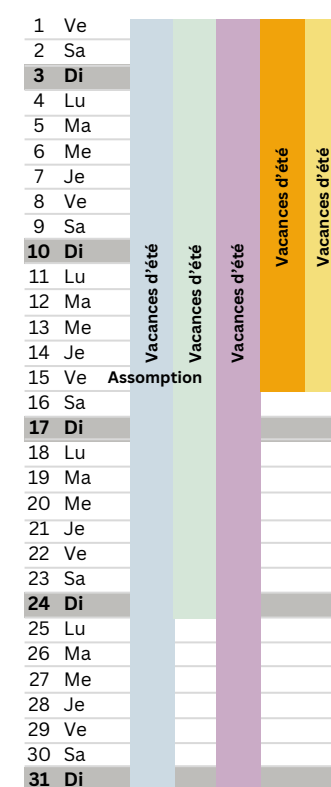 1 Ve
2 Sa
3 Di
4 Lu
5 Ma
6 Me
7 Je
8 Ve
9 Sa
10 Di
11 Lu
12 Ma
13 Me
14 Je
15 Ve Assomption
16 Sa
17 Di
18 Lu
19 Ma
20 Me
21 Je
22 Ve
23 Sa
24 Di
25 Lu
26 Ma
27 Me
28 Je
29 Ve
30 Sa
31 Di
Vacances d'été
Vacances d'été
Vacances d'été
Vacances d'été
Vacances d'été